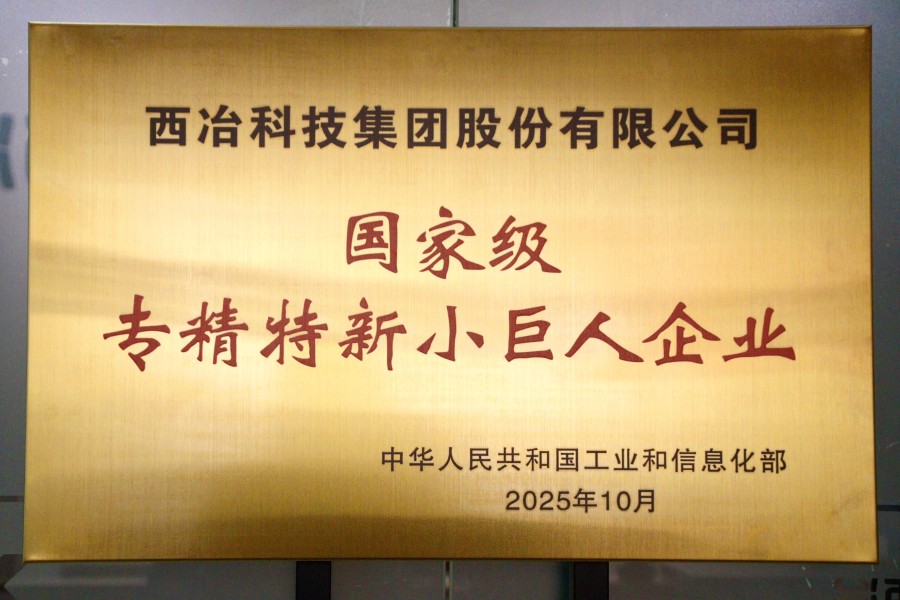 西冶科技集团股份有限公司
国家级
专精特新小巨人企业
中华人民共和国工业和信息化部
2025年10月